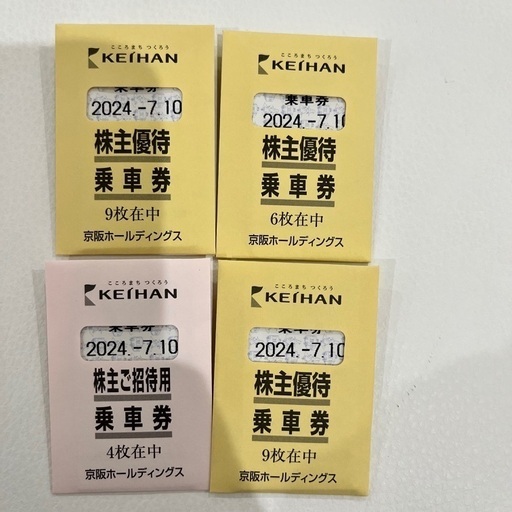 こころまち つくろう
KEIHAN
乗車券
2024.-7.10
株主優待
乗車券
9枚在中
京阪ホールディングス
こころまち つくろう
KEIHAN
乗車券
2024.-7.10
株主優待
乗車券
6枚在中
京阪ホールディングス
こころまち つくろう
KEIHAN
乗車券
2024.-7.10
株主ご招待用
乗車券
4枚在中
京阪ホールディングス
こころまち つくろう
KEIHAN
乗車券
2024.-7.10
株主優待
乗車券
9枚在中
京阪ホールディングス